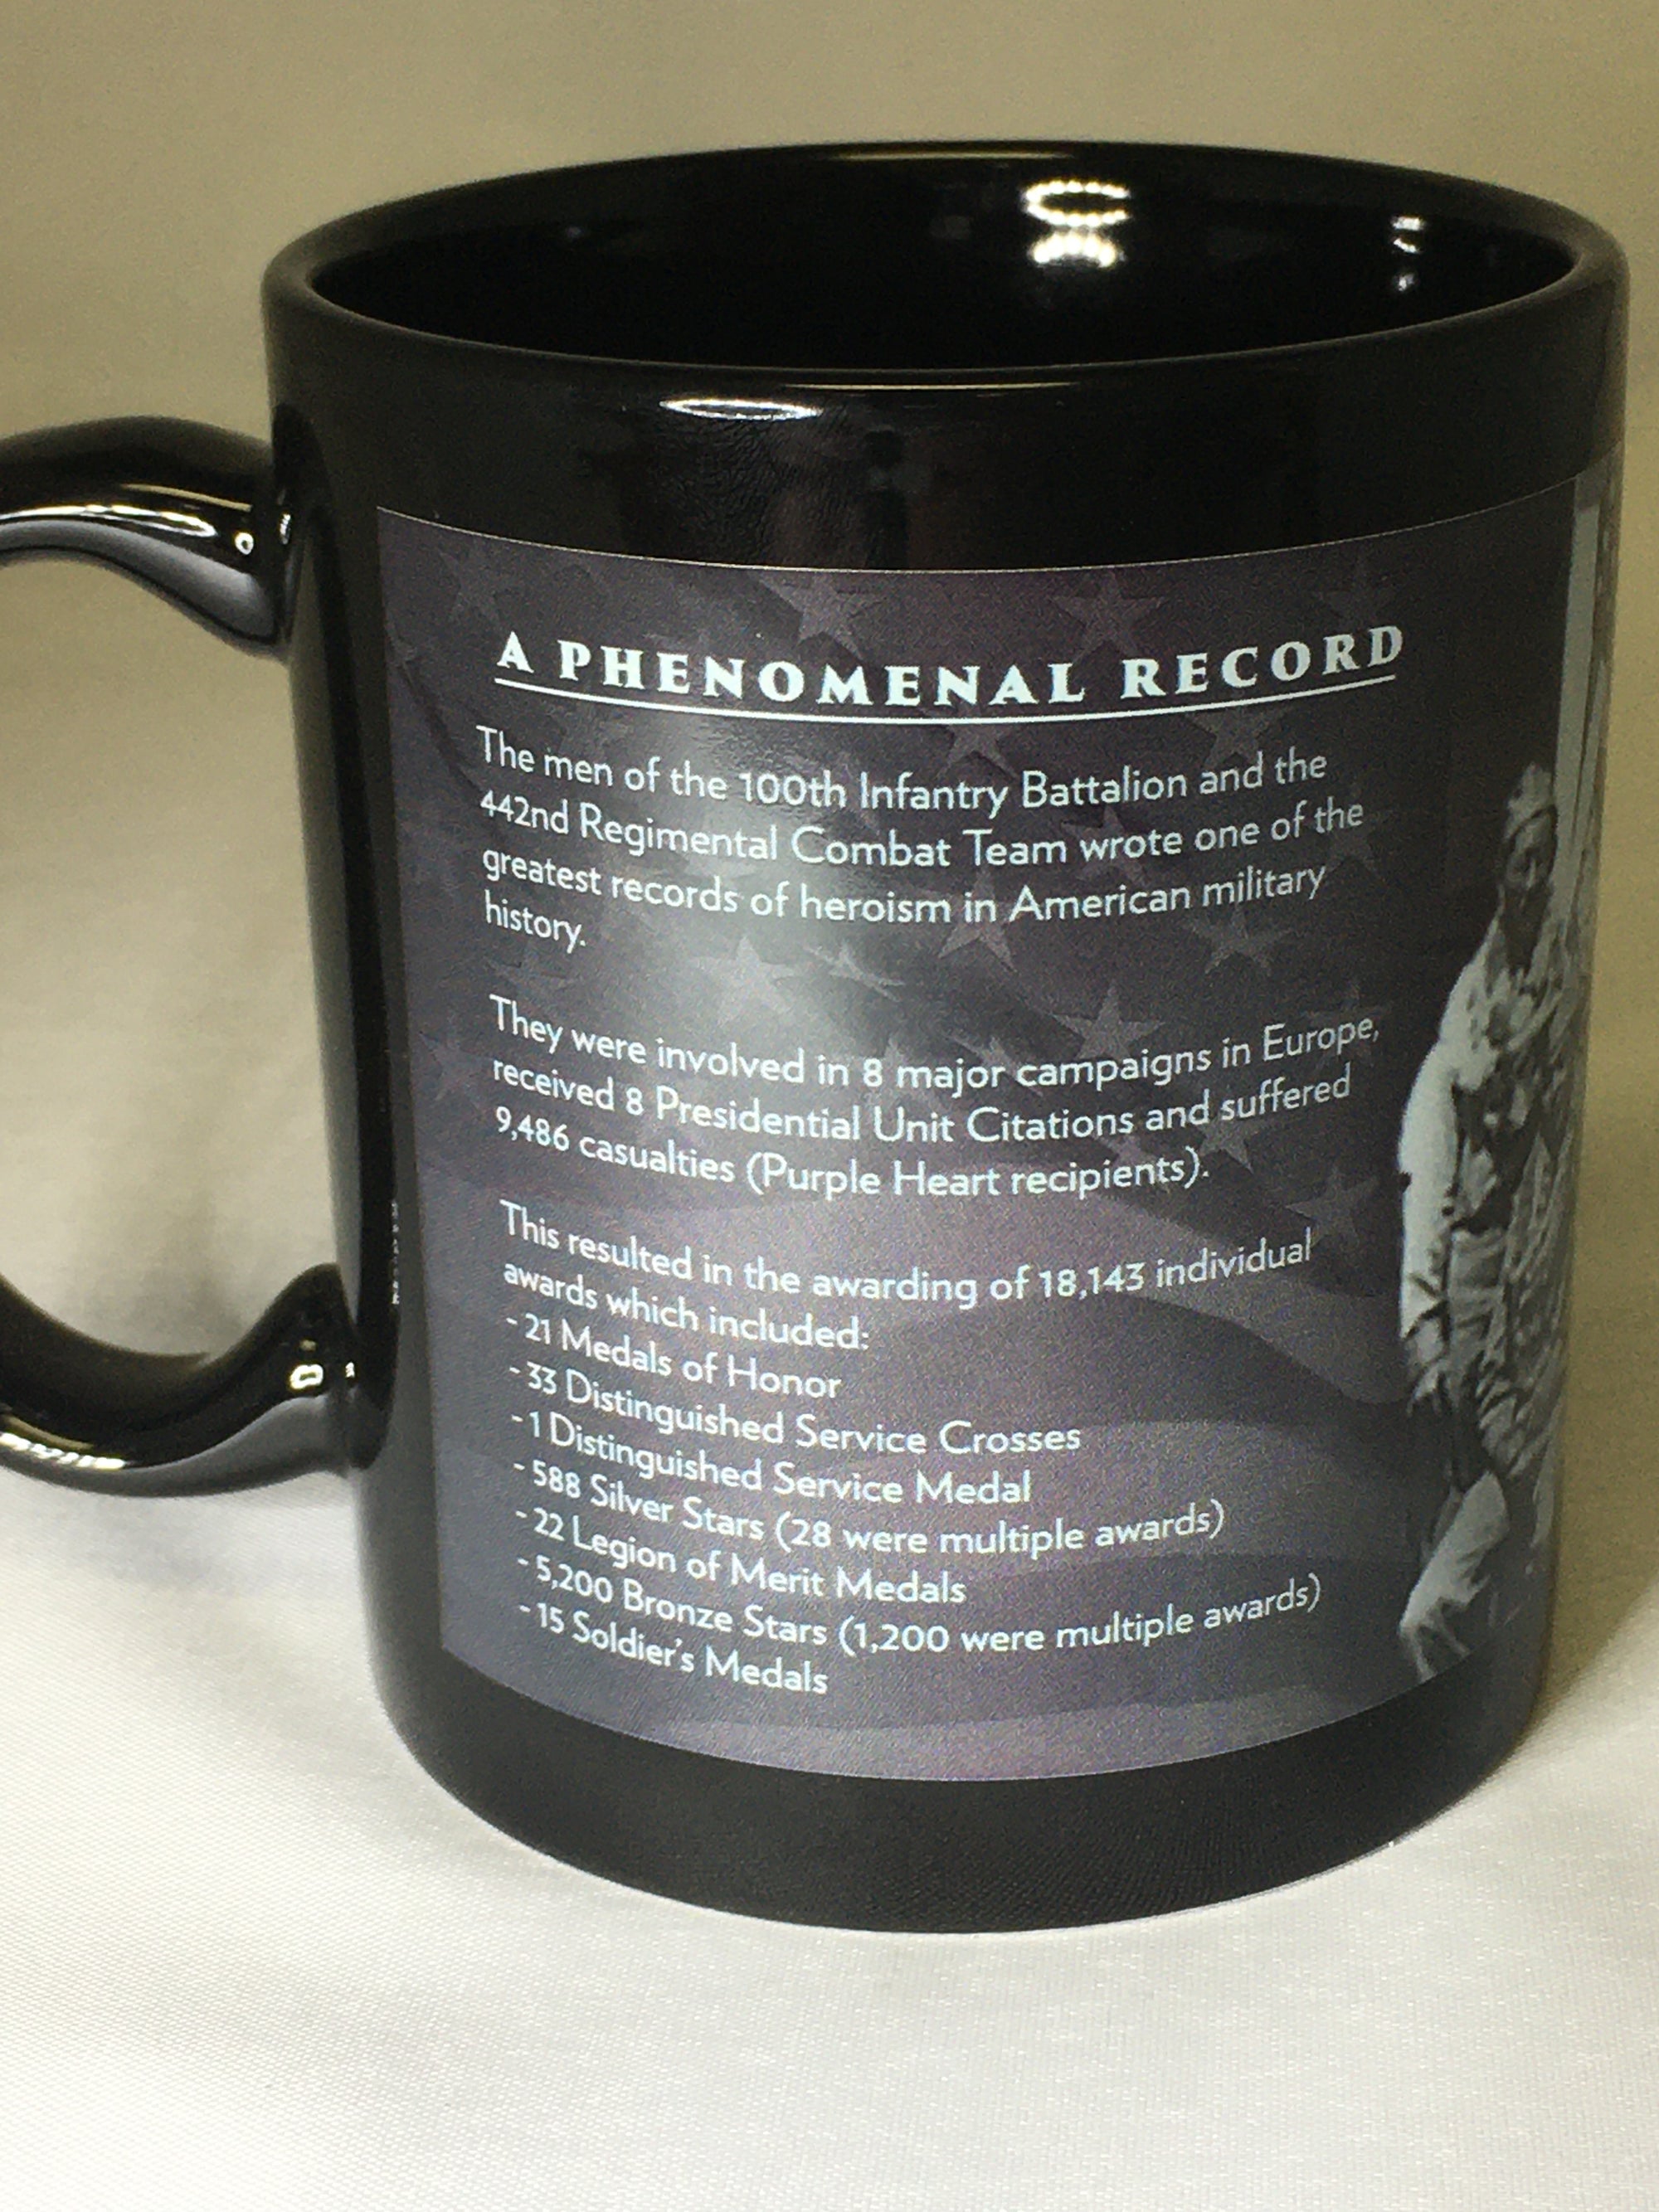 A PHENOMENAL RECORD
The men of the 100th Infantry Battalion and the
442nd Regimental Combat Team wrote one of the
greatest records of heroism in American military
history.
They were involved in 8 major campaigns in Europe,
received 8 Presidential Unit Citations and suffered
9,486 casualties (Purple Heart recipients).
This resulted in the awarding of 18,143 individual
awards which included:
- 21 Medals of Honor
- 33 Distinguished Service Crosses
- 1 Distinguished Service Medal
- 588 Silver Stars (28 were multiple awards)
- 22 Legion of Merit Medals
- 5,200 Bronze Stars (1,200 were multiple awards)
- 15 Soldier's Medals